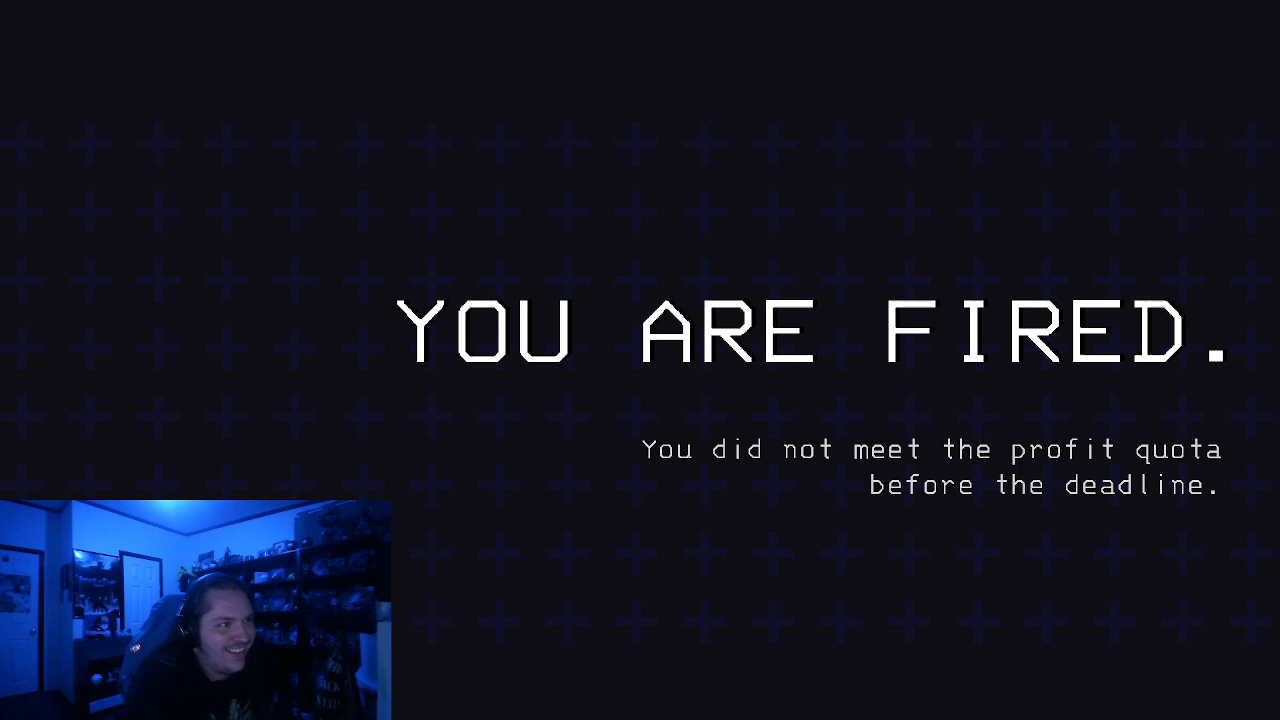 YOU ARE FIRED.
You did not meet the profit quota
before the deadline.